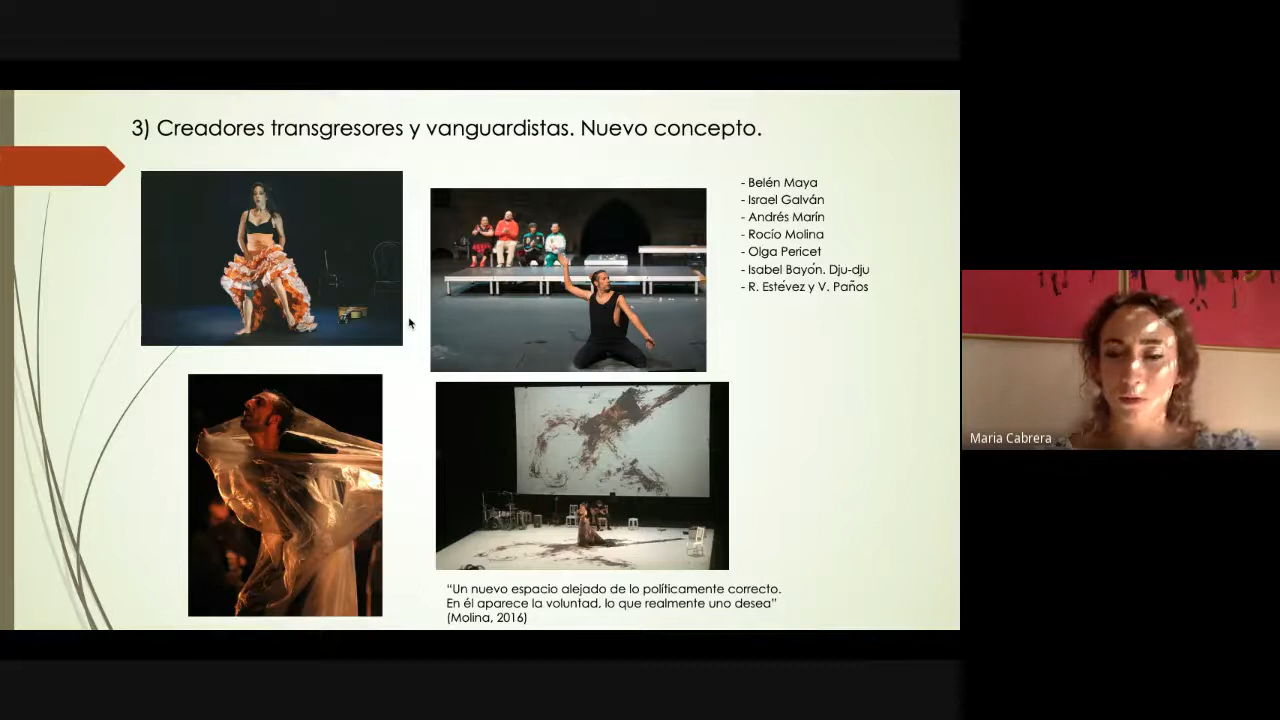 3) Creadores transgresores y vanguardistas. Nuevo concepto.
- Belén Maya
- Israel Galván
- Andrés Marín
- Rocío Molina
- Olga Pericet
- Isabel Bayón. Dju-dju
- R. Estévez y V. Paños
“Un nuevo espacio alejado de lo políticamente correcto.
En él aparece la voluntad, lo que realmente uno desea”
(Molina, 2016)
Maria Cabrera